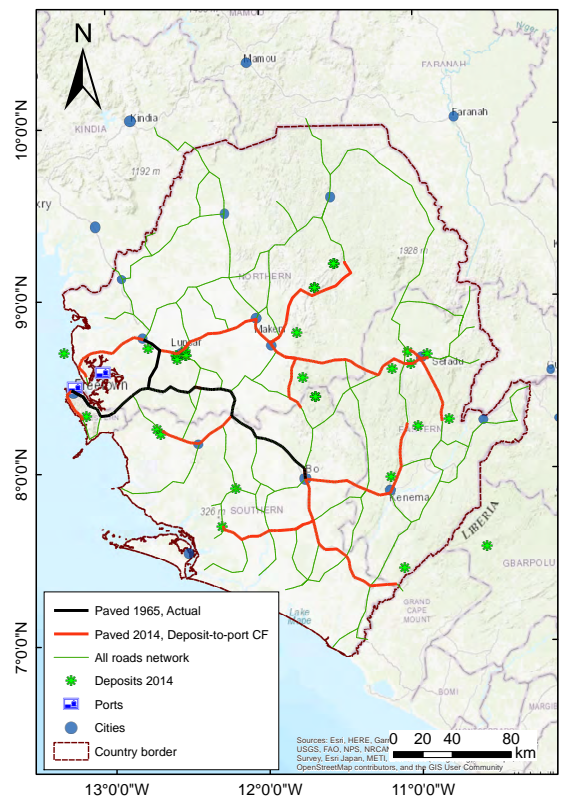 N
Mamou
MAMOU
FARANAH
Faranah
Kindia
KINDIA
1192 m
1928 m
NORTHERN
Makeni
Lunsar
Freetown
Sefadu
EASTERN
Bo
Kenema
SOUTHERN
326 m
LIBERIA
GBARPOLU
GRAND
CAPE
MOUNT
Lake
Mape
BOMI
10°0'0"N
9°0'0"N
8°0'0"N
7°0'0"N
Paved 1965, Actual
Paved 2014, Deposit-to-port CF
All roads network
Deposits 2014
Ports
Cities
Country border
Sources: Esri, HERE,
USGS, FAO, NPS,
Survey, Esri Japan, METI,
OpenStreetMap contributors, and the GIS User Community
0 20 40 80
km
13°0'0"W 12°0'0"W 11°0'0"W